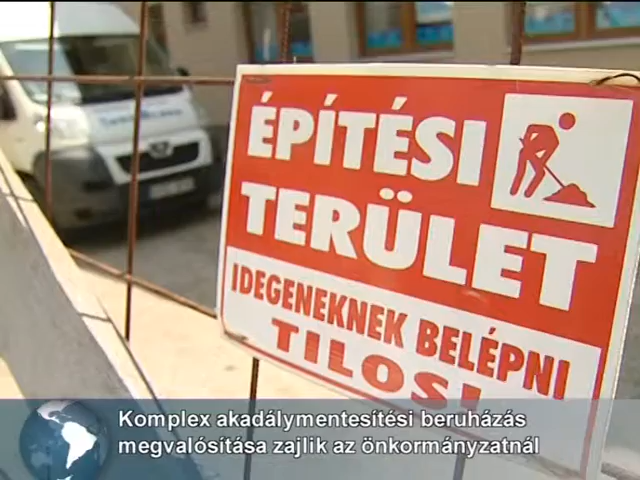 ÉPÍTÉSI
TERÜLET
IDEGENEKNEK BELÉPNI
TILOS!
Komplex akadálymentesítési beruházás
megvalósítása zajlik az önkormányzatnál